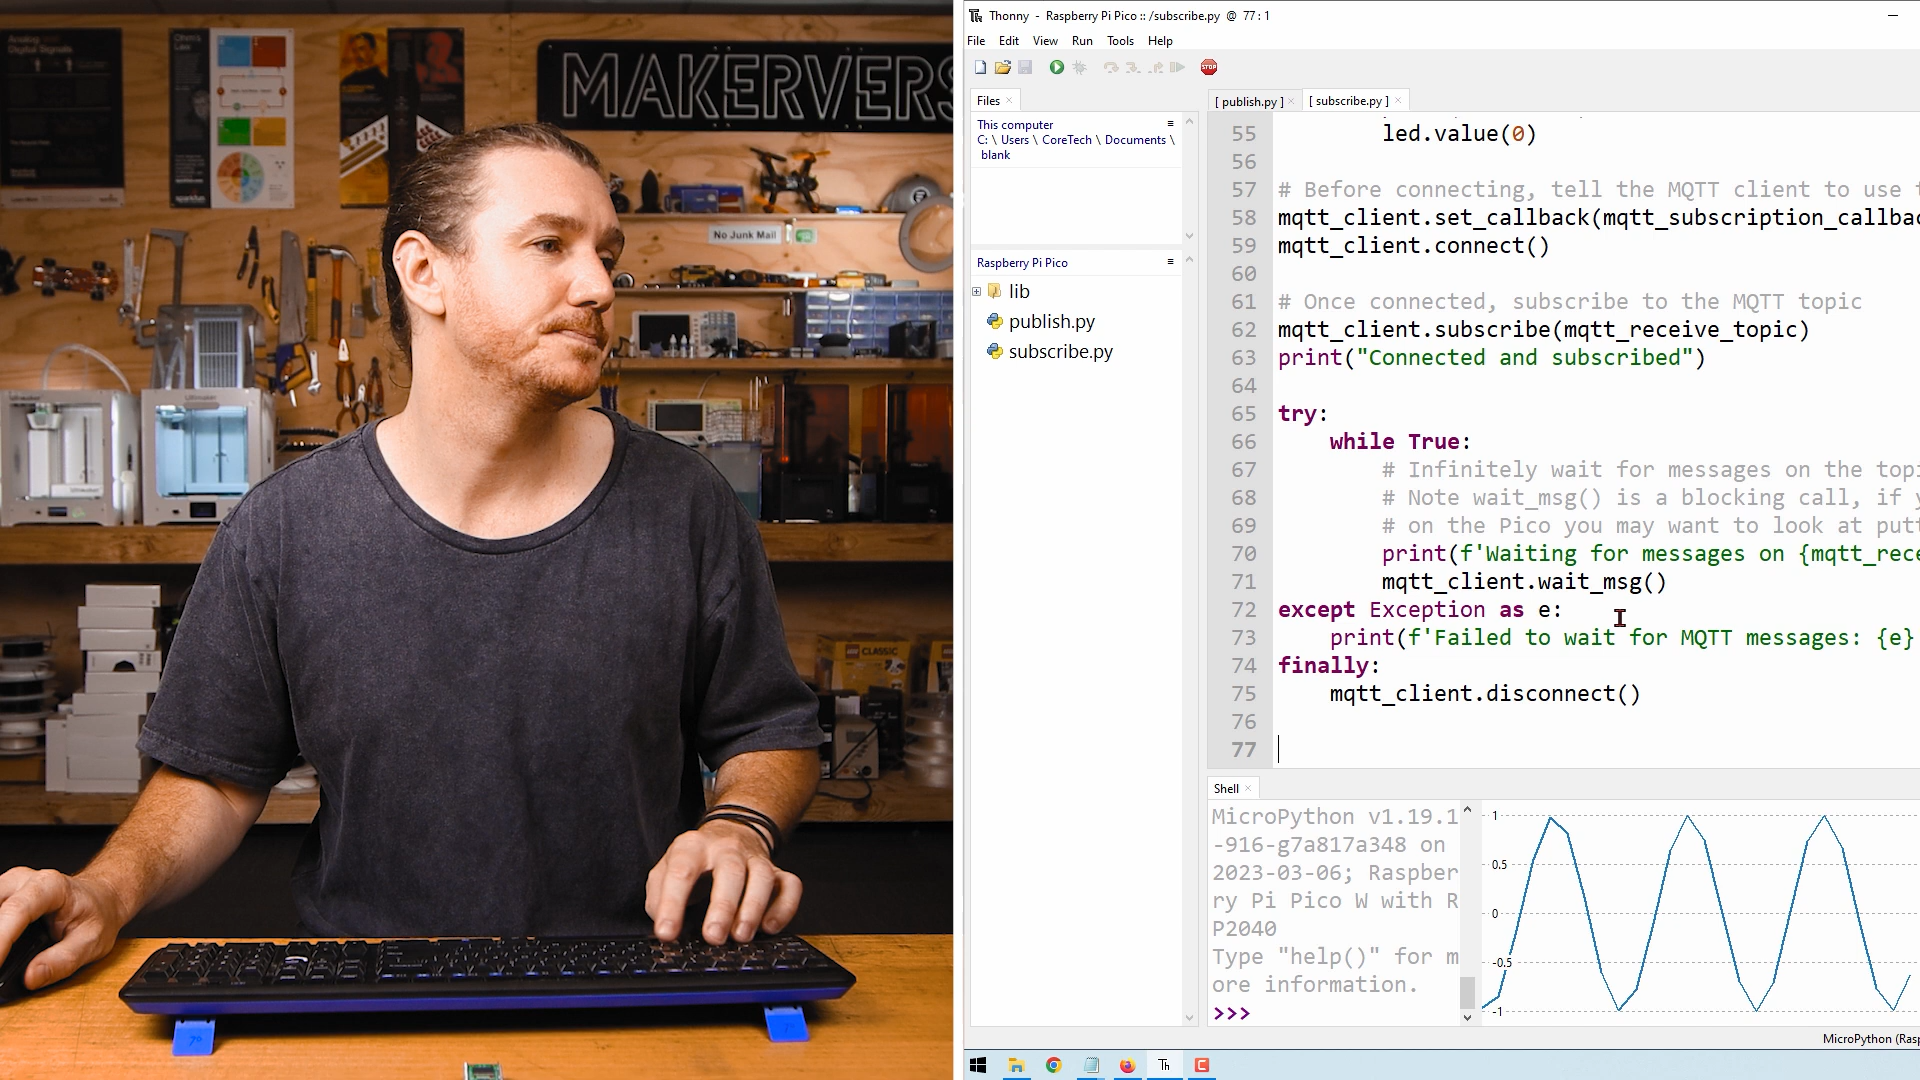 MAKERVERS
No Junk Mail
CLASSIC
Thonny - Raspberry Pi Pico :: /subscribe.py @ 77 : 1
File Edit View Run Tools Help
STOP
Files
This computer
C: \ Users \ CoreTech \ Documents \
blank
Raspberry Pi Pico
lib
publish.py
subscribe.py
[ publish.py ] [ subscribe.py ]
55 led.value(0)
56
57 # Before connecting, tell the MQTT client to use
58 mqtt_client.set_callback(mqtt_subscription_callbac
59 mqtt_client.connect()
60
61 # Once connected, subscribe to the MQTT topic
62 mqtt_client.subscribe(mqtt_receive_topic)
63 print("Connected and subscribed")
64
65 try:
66 while True:
67 # Infinitely wait for messages on the topi
68 # Note wait_msg() is a blocking call, if y
69 # on the Pico you may want to look at putt
70 print(f'Waiting for messages on {mqtt_rece
71 mqtt_client.wait_msg()
72 except Exception as e:
73 print(f'Failed to wait for MQTT messages: {e}
74 finally:
75 mqtt_client.disconnect()
76
77
Shell
MicroPython v1.19.1
-916-g7a817a348 on
2023-03-06; Raspber
ry Pi Pico W with R
P2040
Type "help()" for m
ore information.
>>>
1
0.5
0
-0.5
-1
MicroPython (Rasp
Th